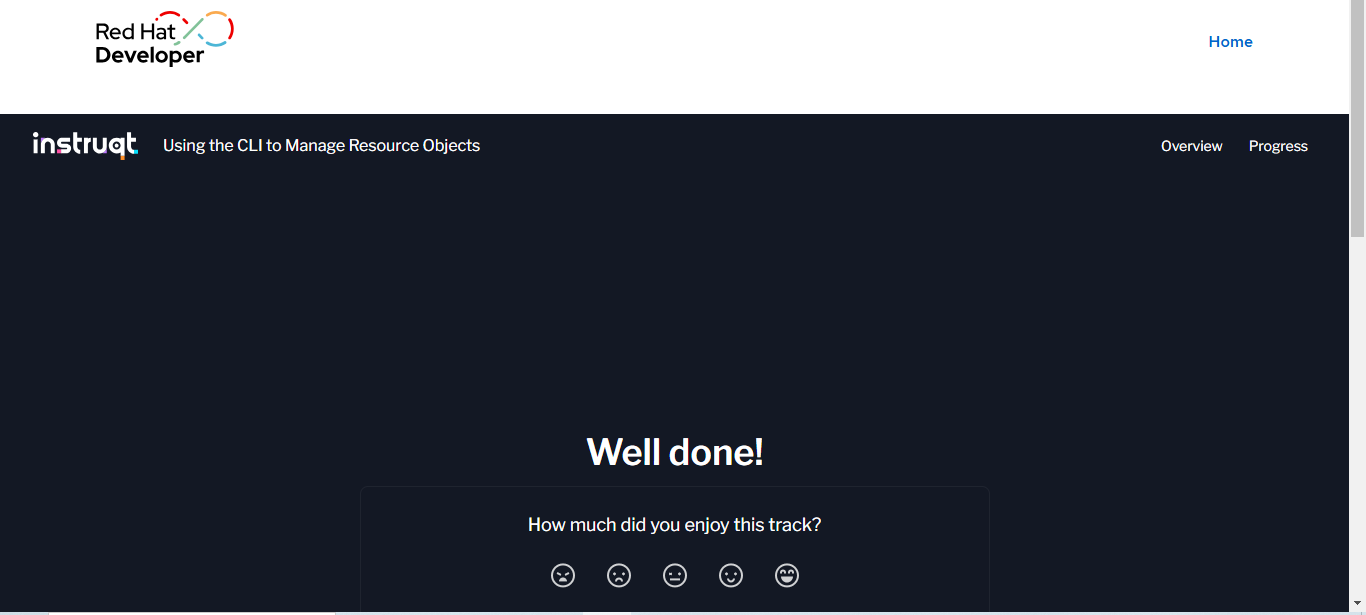 Red Hat
Developer
Home
instruqt
Using the CLI to Manage Resource Objects
Overview
Progress
Well done!
How much did you enjoy this track?